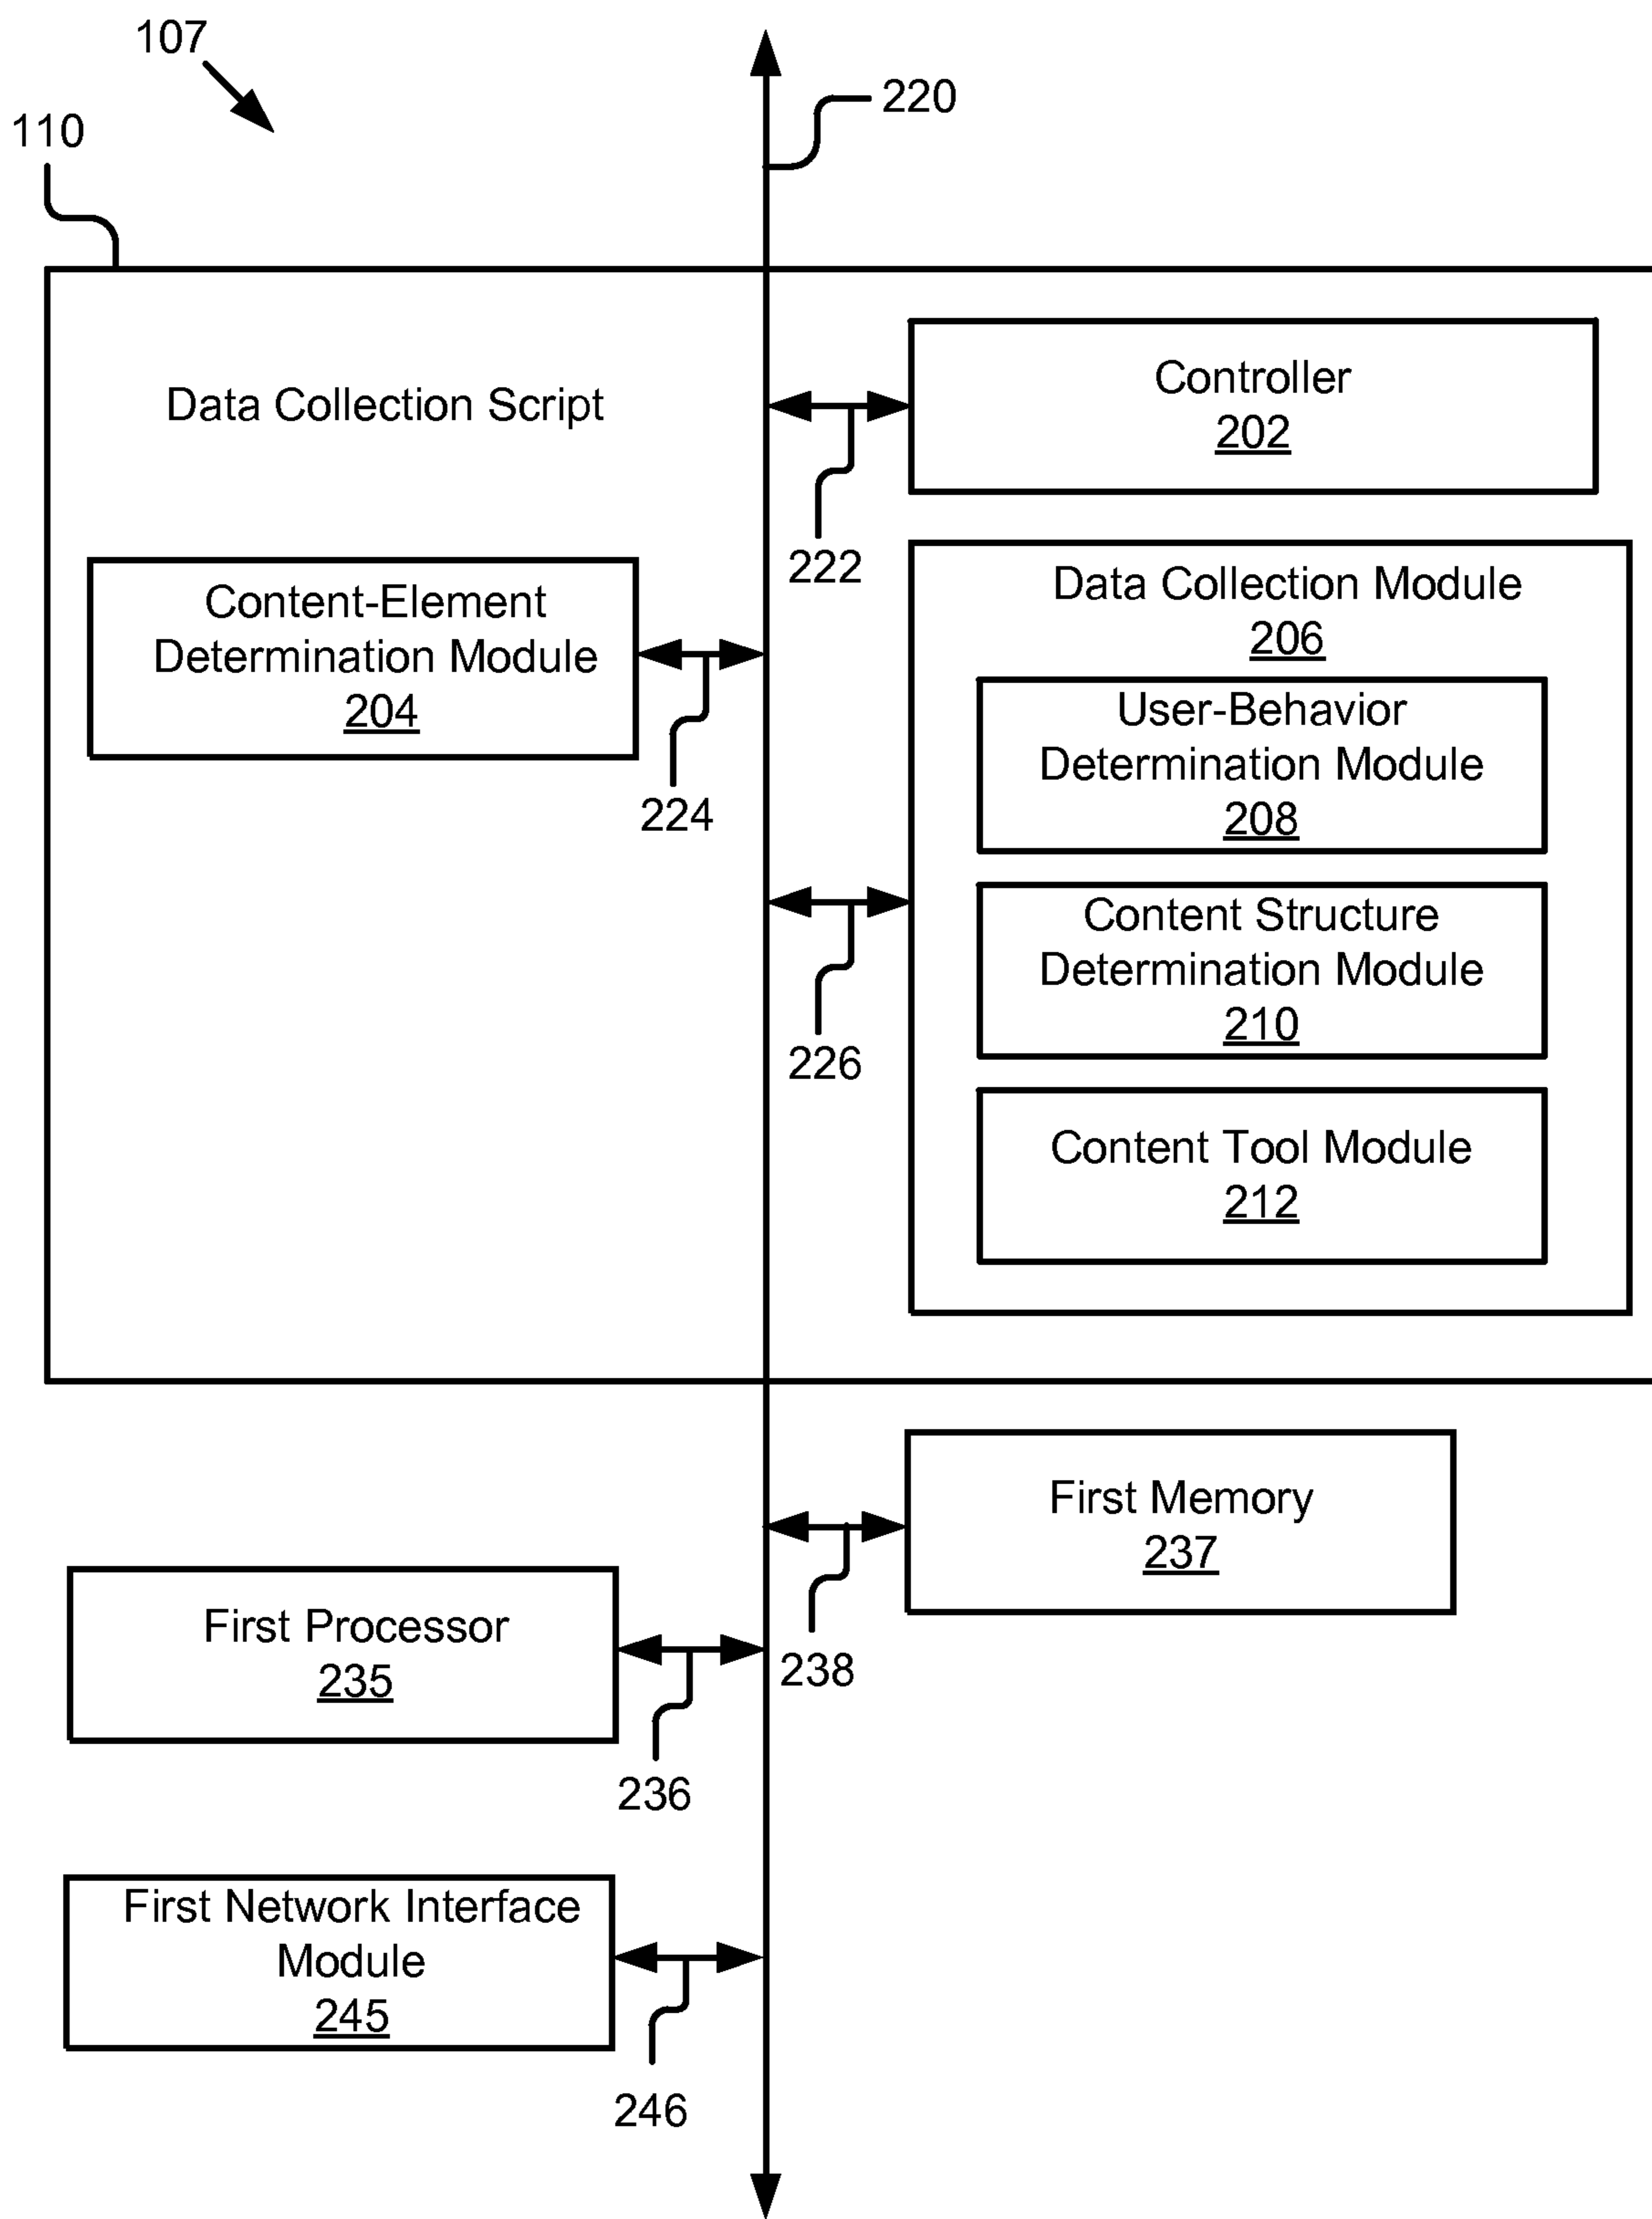 107
220
110
Data Collection Script
Controller
202
222
Content-Element
Determination Module
204
224
Data Collection Module
206
User-Behavior
Determination Module
208
Content Structure
Determination Module
210
226
Content Tool Module
212
First Memory
237
238
First Processor
235
236
First Network Interface
Module
245
246